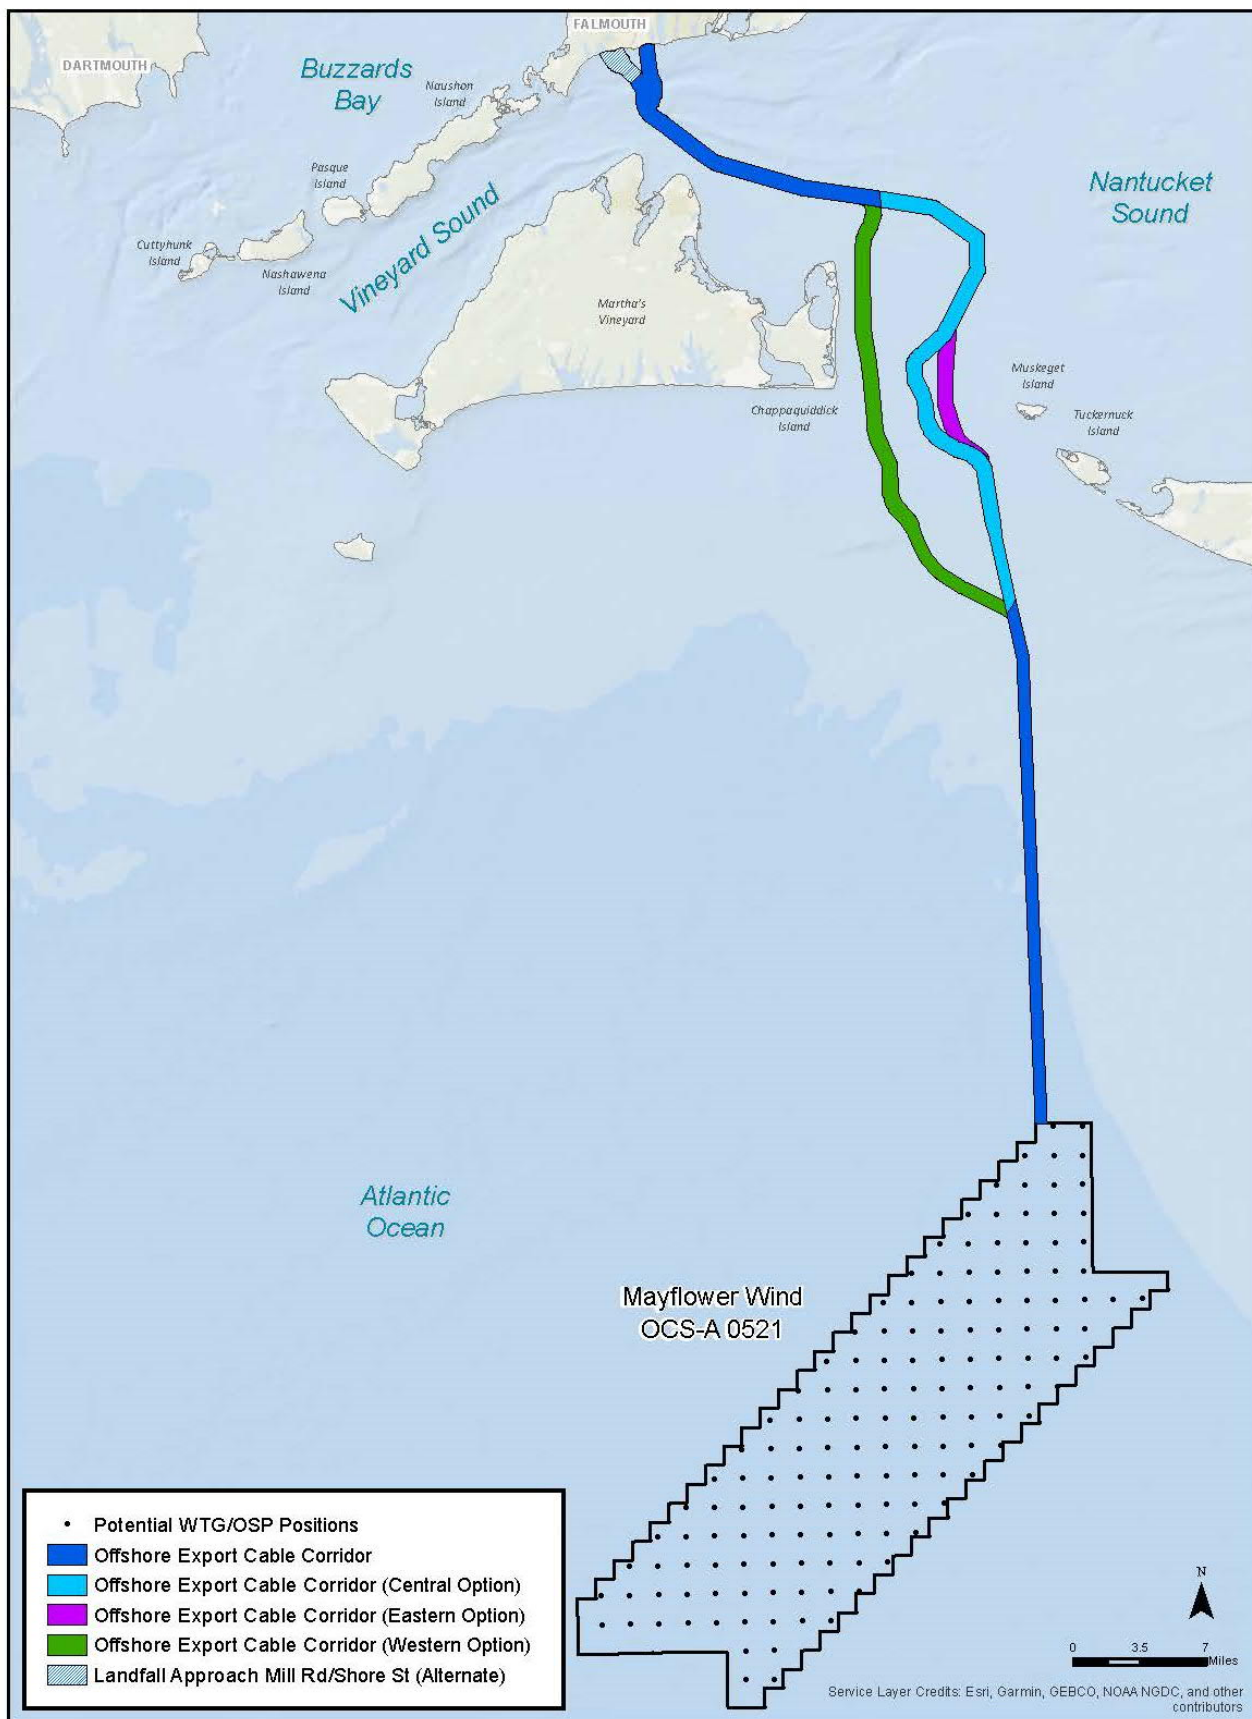 FALMOUTH
DARTMOUTH
Buzzards
Bay
Naushon
Island
Pasque
Island
Nantucket
Sound
Vineyard Sound
Cuttyhunk
Island
Nashawena
Island
Martha's
Vineyard
Muskeget
Island
Chappaquiddick
Island
Tuckernuck
Island
Atlantic
Ocean
Mayflower Wind
OCS-A 0521
Potential WTG/OSP Positions
Offshore Export Cable Corridor
Offshore Export Cable Corridor (Central Option)
Offshore Export Cable Corridor (Eastern Option)
Offshore Export Cable Corridor (Western Option)
Landfall Approach Mill Rd/Shore St (Alternate)
N
0 3.5 7
Miles
Service Layer Credits: Esri, Garmin, GEBCO, NOAA NGDC, and other
contributors